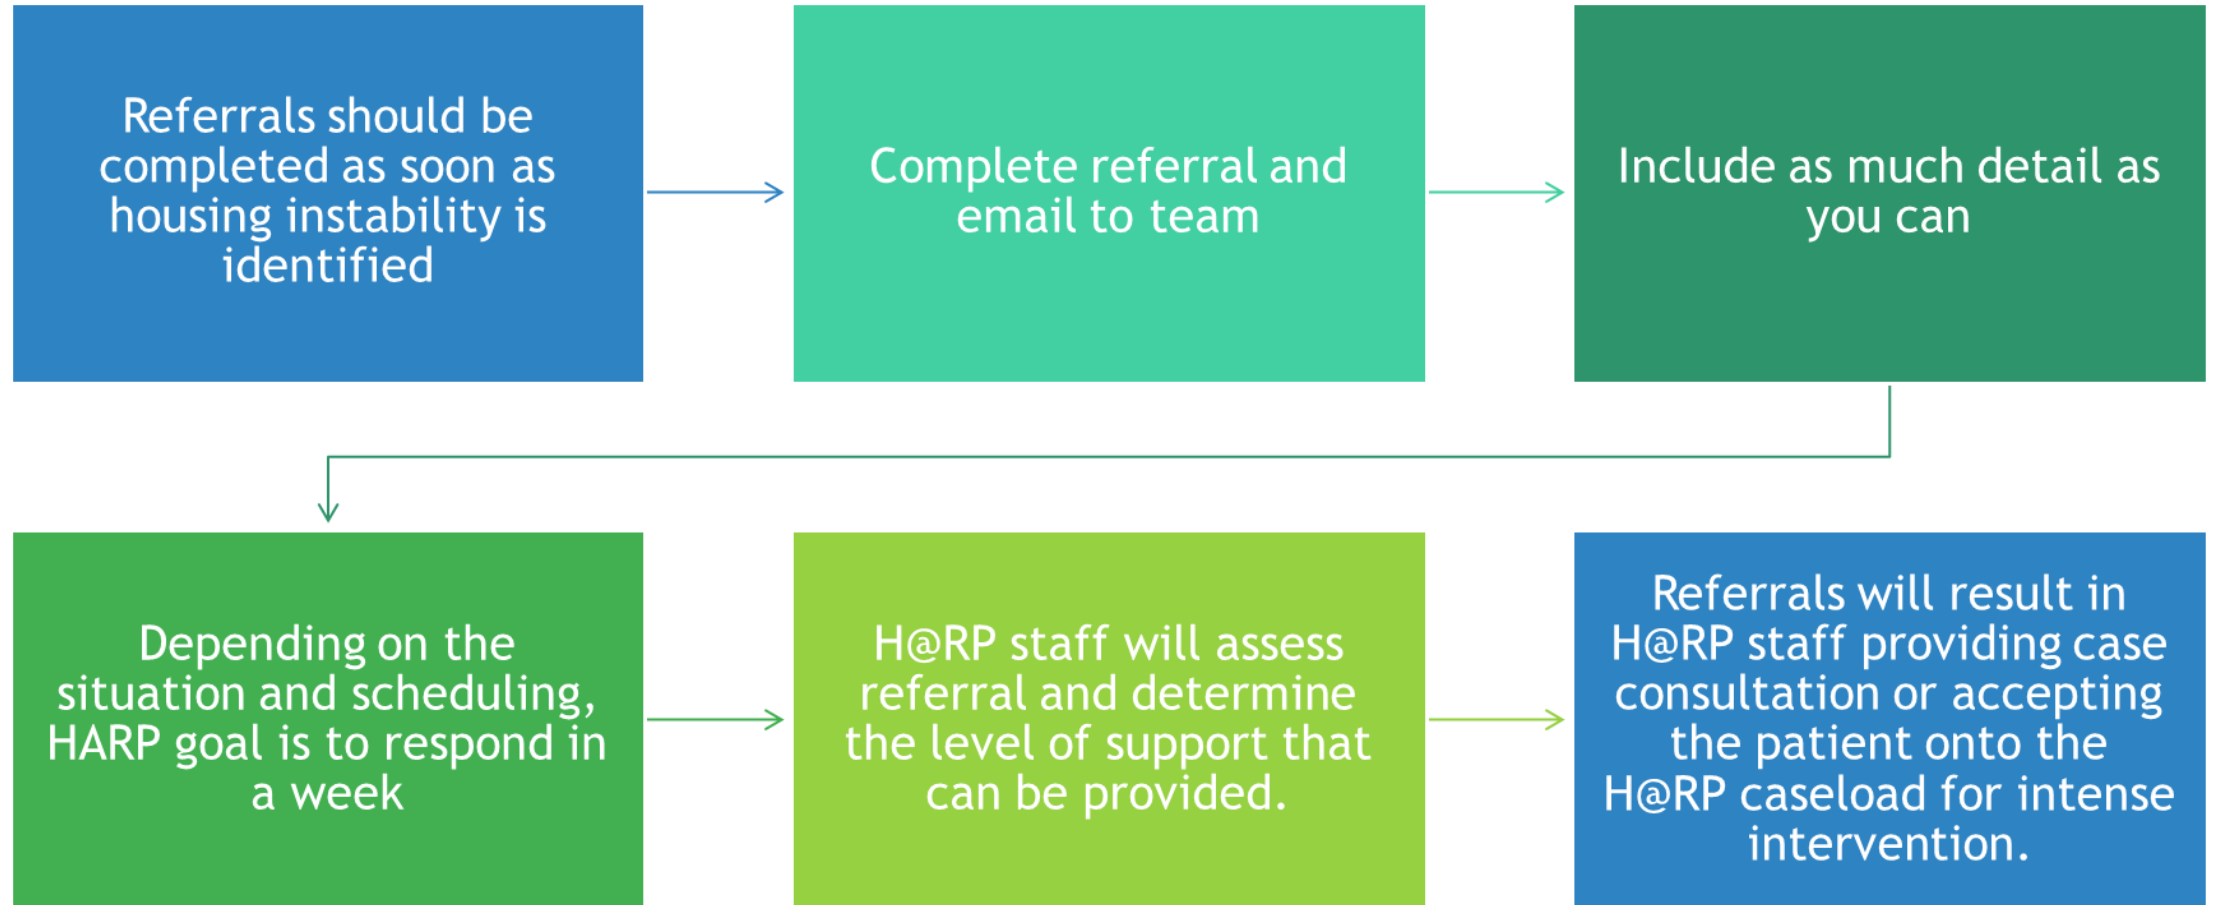 Referrals should be
completed as soon as
housing instability is
identified
Complete referral and
email to team
Include as much detail as
you can
Depending on the
situation and scheduling,
HARP goal is to respond in
a week
H@RP staff will assess
referral and determine
the level of support that
can be provided.
Referrals will result in
H@RP staff providing case
consultation or accepting
the patient onto the
H@RP caseload for intense
intervention.